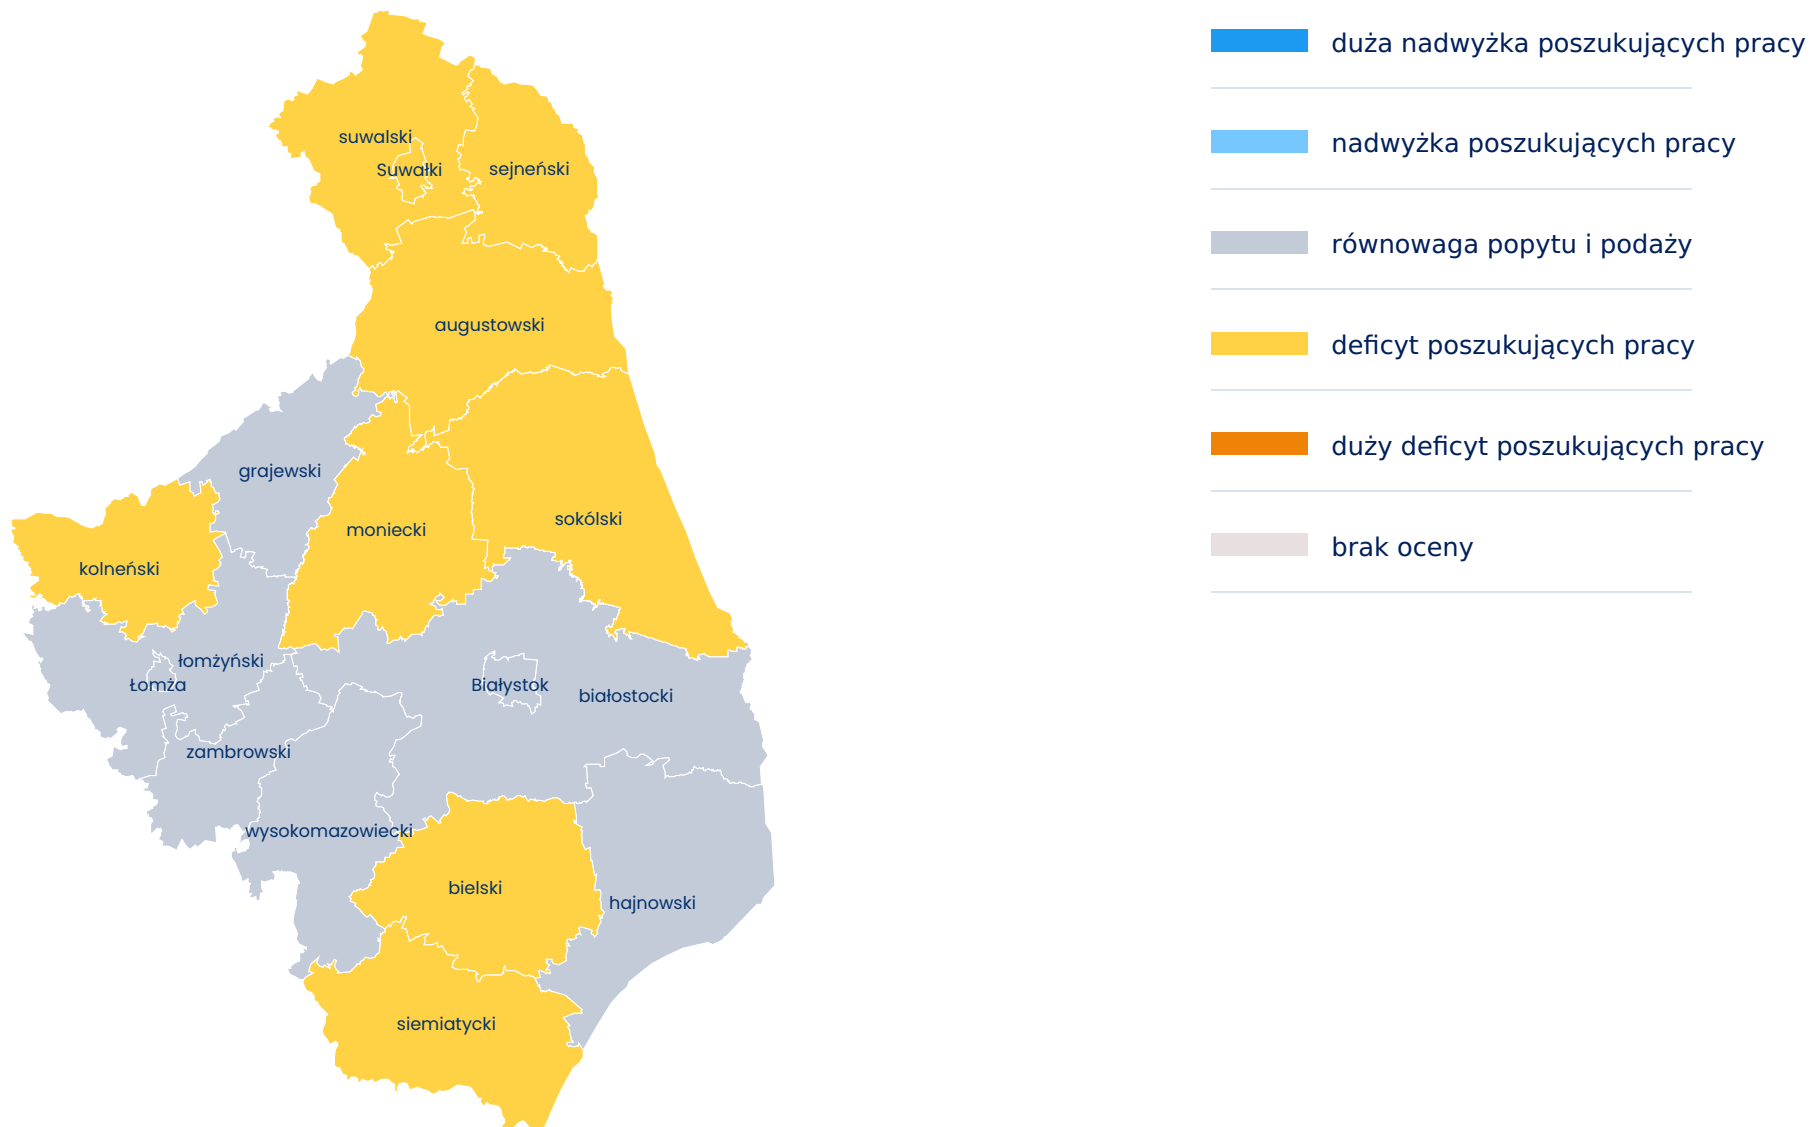 suwalski
Suwałki
sejneński
augustowski
grajewski
sokólski
moniecki
kolneński
łomżyński
Łomża
Białystok
białostocki
zambrowski
wysokomazowiecki
bielski
hajnowski
siemiatycki
duża nadwyżka poszukujących pracy
nadwyżka poszukujących pracy
równowaga popytu i podaży
deficyt poszukujących pracy
duży deficyt poszukujących pracy
brak oceny